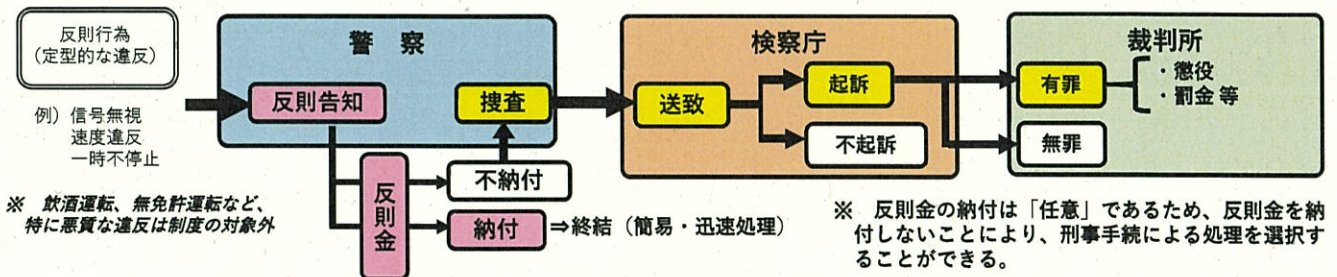 反則行為
(定型的な違反)
例）信号無視
速度違反
一時不停止
※ 飲酒運転、無免許運転など、
特に悪質な違反は制度の対象外
警察
反則告知
捜査
反則金
不納付
納付
⇒終結（簡易・迅速処理）
検察庁
送致
起訴
不起訴
裁判所
有罪
・懲役
・罰金 等
無罪
※ 反則金の納付は「任意」であるため、反則金を納
付しないことにより、刑事手続による処理を選択す
ることができる。